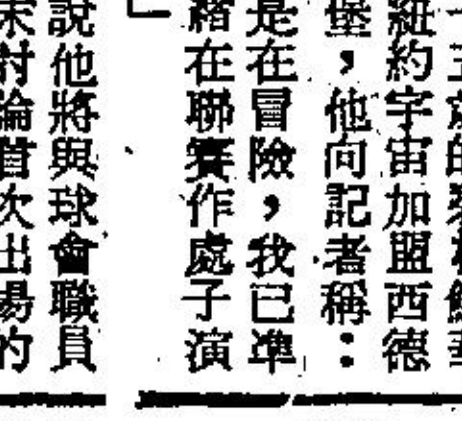 紐約宇宙加盟西德
堡，他向記者稱：
是在冒險，我已準
緒在聯賽作處子演
」
說他將與球會職員
討論首次出場的